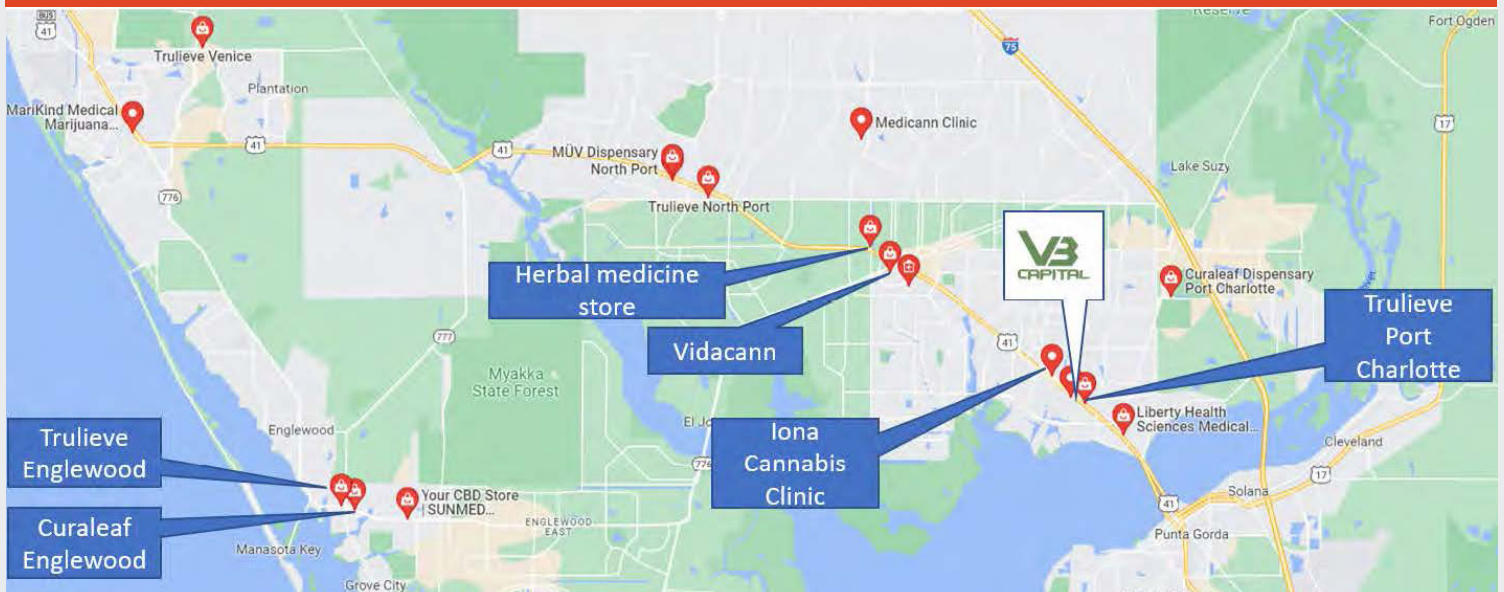 BUS
41
Reserve
Fort Ogden
75
Trulieve Venice
Plantation
MariKind Medical
Marijuana...
41
41
MÜV Dispensary
North Port
Medicann Clinic
17
Lake Suzy
776
Trulieve North Port
V3
CAPITAL
Herbal medicine
store
Curaleaf Dispensary
Port Charlotte
Trulieve
Port
Charlotte
Vidacann
41
777
Myakka
State Forest
Liberty Health
Sciences Medical...
Trulieve
Englewood
Englewood
Iona
Cannabis
Clinic
Cleveland
776
17
Solana
Your CBD Store
| SUNMED...
41
Curaleaf
Englewood
ENGLEWOOD
EAST
Manasota Key
Punta Gorda
Grove City